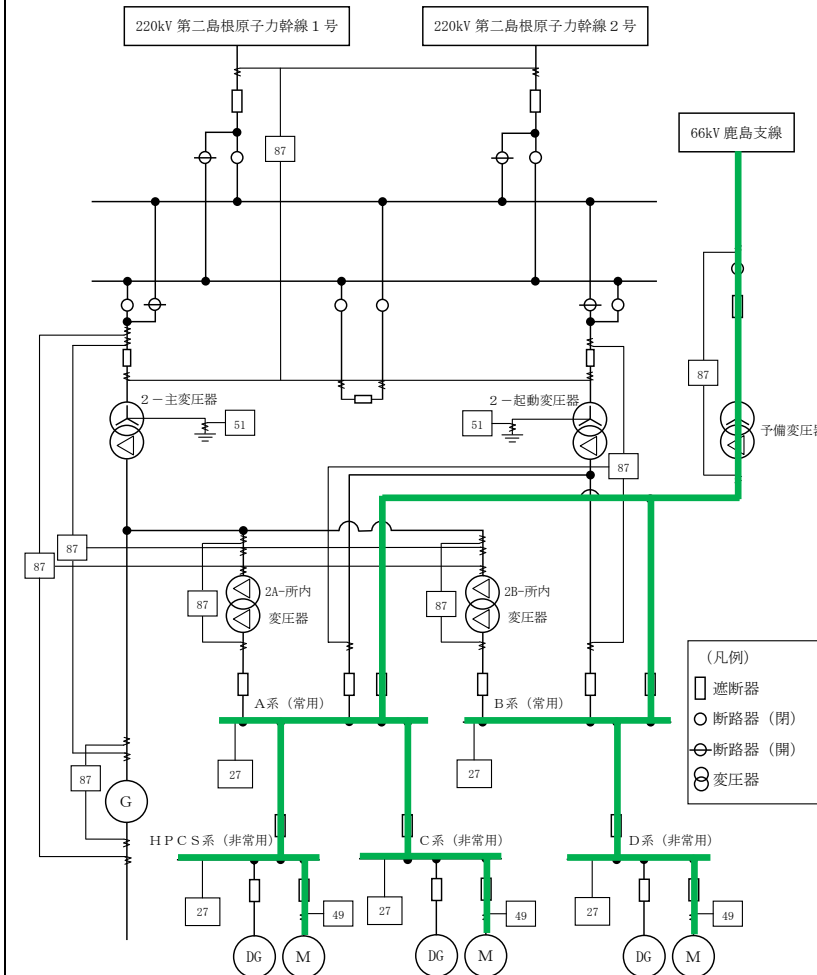 220kV 第二島根原子力幹線1号
220kV 第二島根原子力幹線2号
66kV 鹿島支線
87
87
2－主変圧器
51
2－起動変圧器
51
予備変圧器
87
87
87
2A-所内
変圧器
87
2B-所内
変圧器
87
A系（常用）
B系（常用）
27
27
87
G
HPCS系（非常用）
C系（非常用）
D系（非常用）
27
49
27
49
27
49
DG
M
DG
M
DG
M
（凡例）
遮断器
断路器（閉）
断路器（開）
変圧器